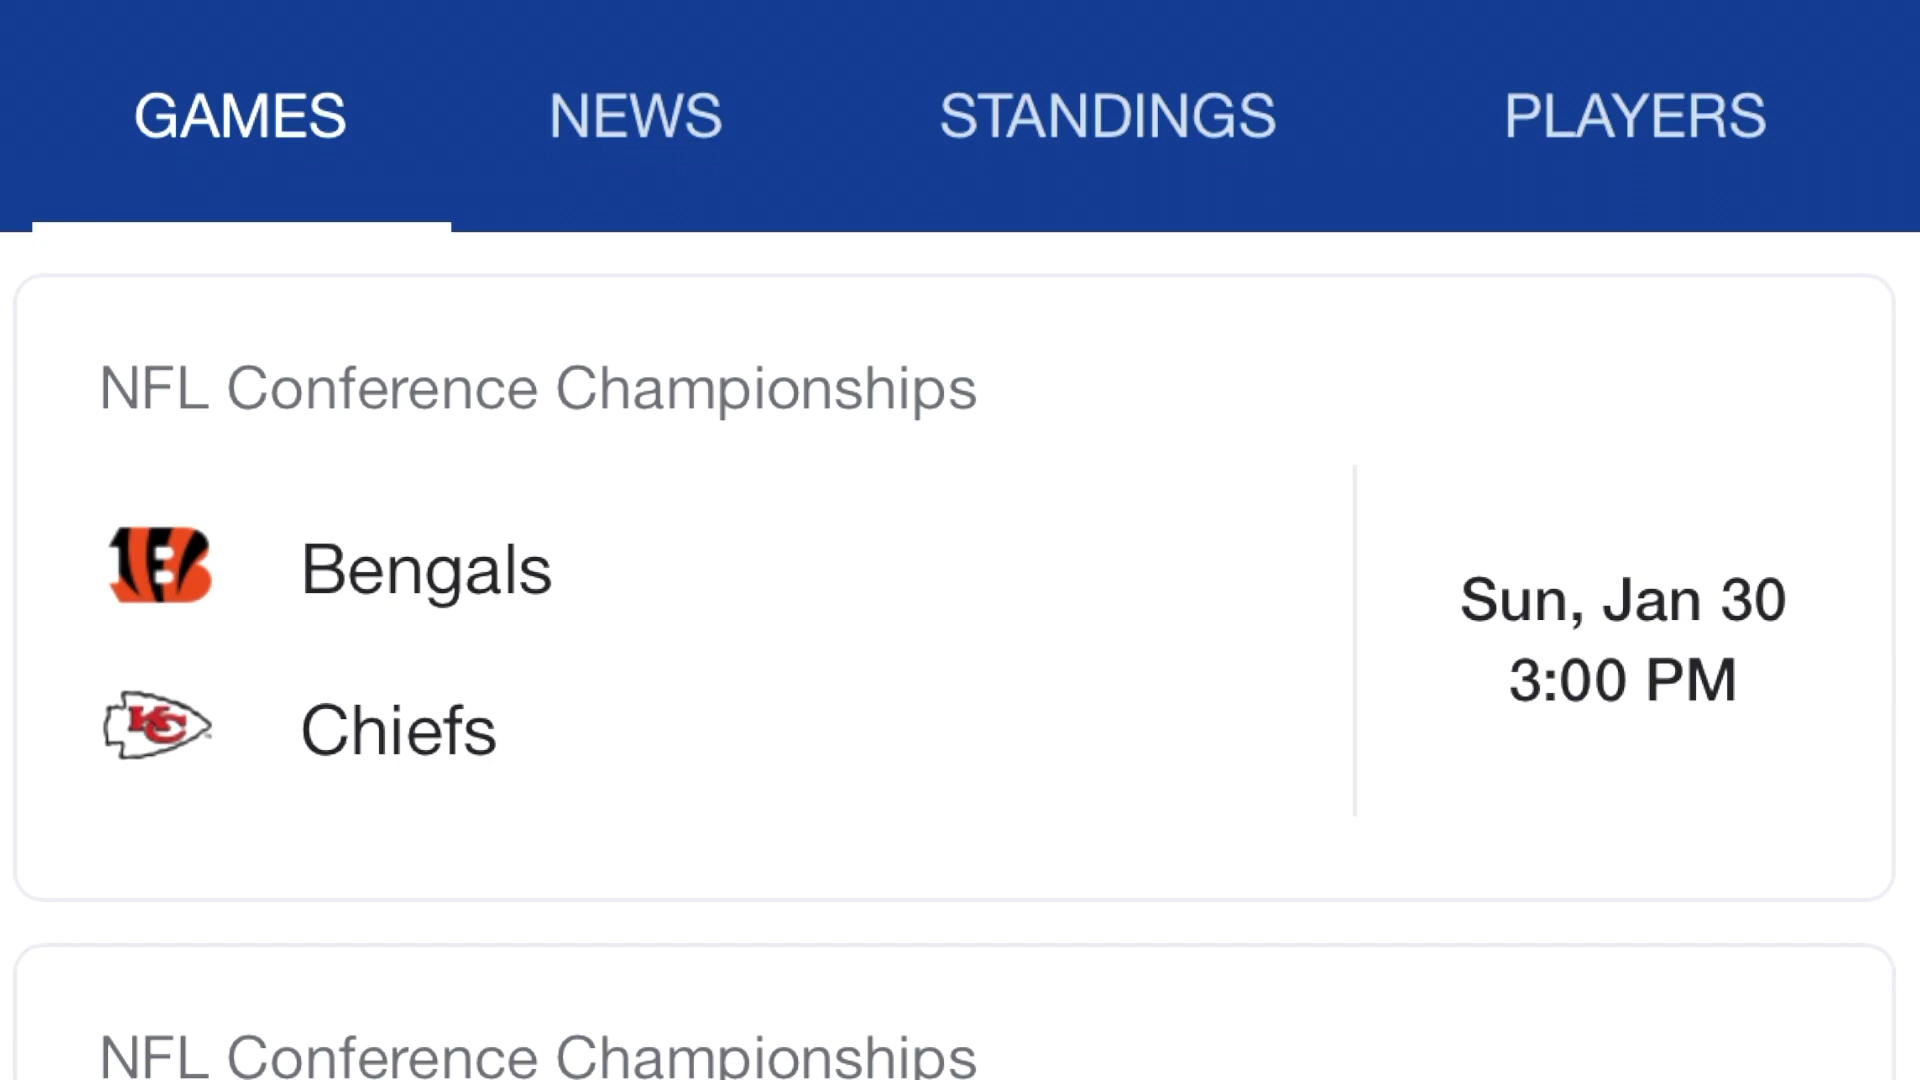 GAMES NEWS STANDINGS PLAYERS
NFL Conference Championships
Bengals
Chiefs
Sun, Jan 30
3:00 PM
NFL Conference Championships